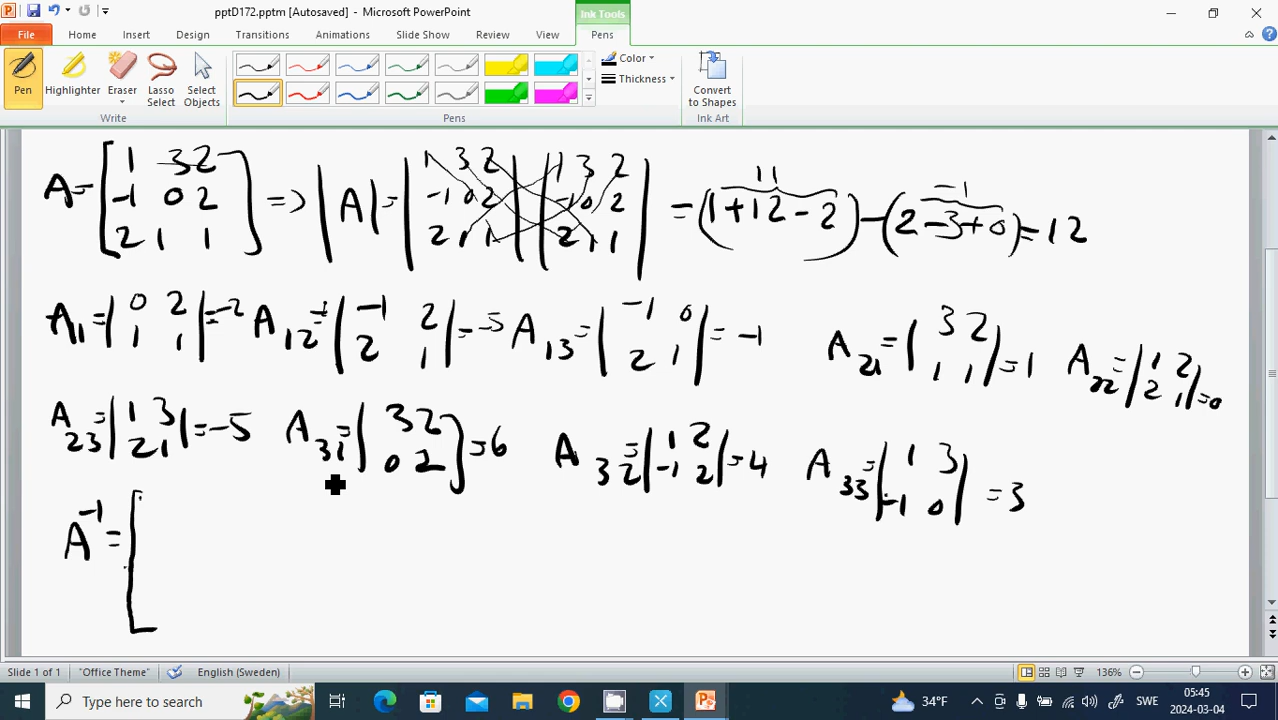 pptD172.pptm [Autosaved] - Microsoft PowerPoint
Ink Tools
File Home Insert Design Transitions Animations Slide Show Review View Pens
Pen Highlighter Eraser Lasso Select Select Objects
Color
Thickness
Convert to Shapes
Write Pens Ink Art
A= [1 3 2 => |A| = |1 3 2| |1 3 2| = (1+12-2) - (2-3+0) = 12
-1 0 2 -1 0 2 -1 0 2 11 -1
2 1 1] 2 1 1 2 1 1
A11=|0 2 =-2 A12=|-1 2 =-5 A13=|-1 0 =-1 A21=|3 2 =1 A22=|1 2 =0
1 1| 2 1| 2 1| 1 1| 2 1|
A23=|1 3 =-5 A31=|3 2 =6 A32=|1 2 =4 A33=|1 3 =3
2 1| 0 2| -1 2| -1 0|
A-1=[
Slide 1 of 1 "Office Theme" English (Sweden) 136%
Type here to search 34°F SWE 05:45
2024-03-04